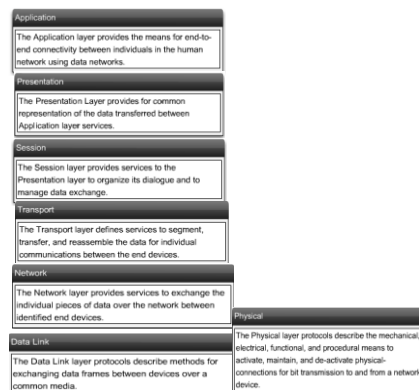 Application
The Application layer provides the means for end-to-
end connectivity between individuals in the human
network using data networks.
Presentation
The Presentation Layer provides for common
representation of the data transferred between
Application layer services.
Session
The Session layer provides services to the
Presentation layer to organize its dialogue and to
manage data exchange.
Transport
The Transport layer defines services to segment,
transfer, and reassemble the data for individual
communications between the end devices.
Network
The Network layer provides services to exchange the
individual pieces of data over the network between
identified end devices.
Data Link
The Data Link layer protocols describe methods for
exchanging data frames between devices over a
common media.
Physical
The Physical layer protocols describe the mechanical,
electrical, functional, and procedural means to
activate, maintain, and de-activate physical-
connections for bit transmission to and from a network
device.